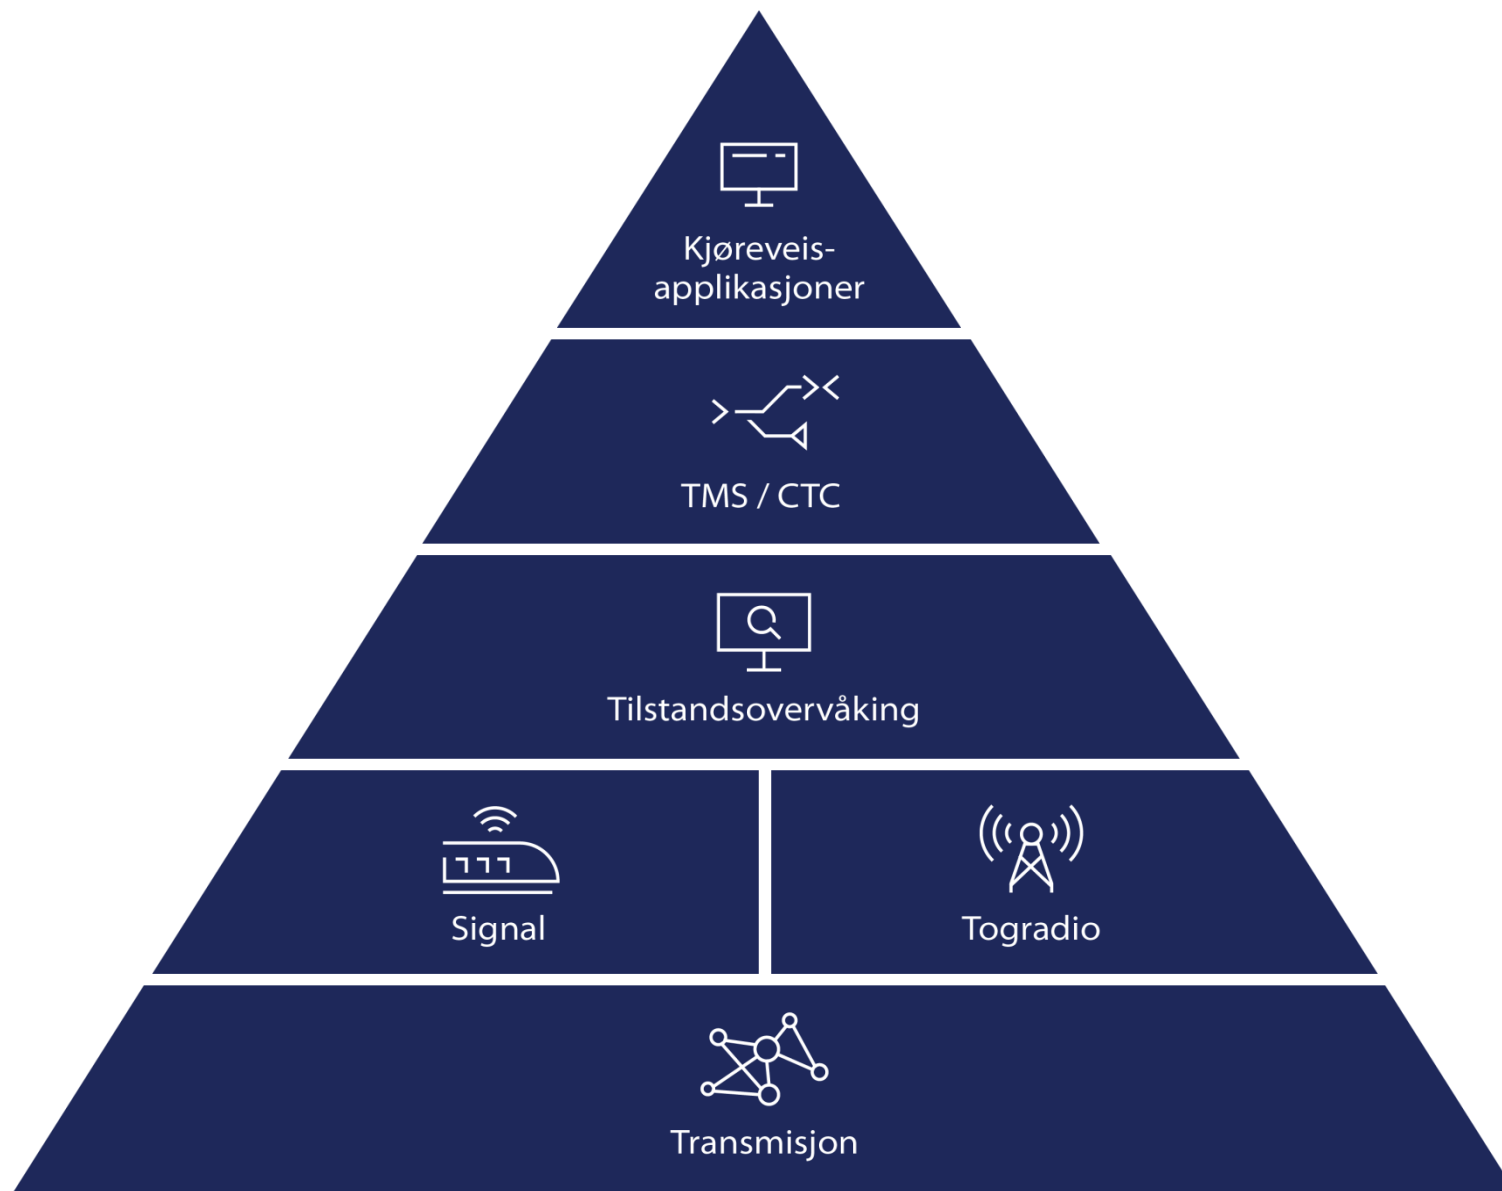 Kjøreveis-
applikasjoner
TMS / CTC
Tilstandsovervåking
Signal
Togradio
Transmisjon